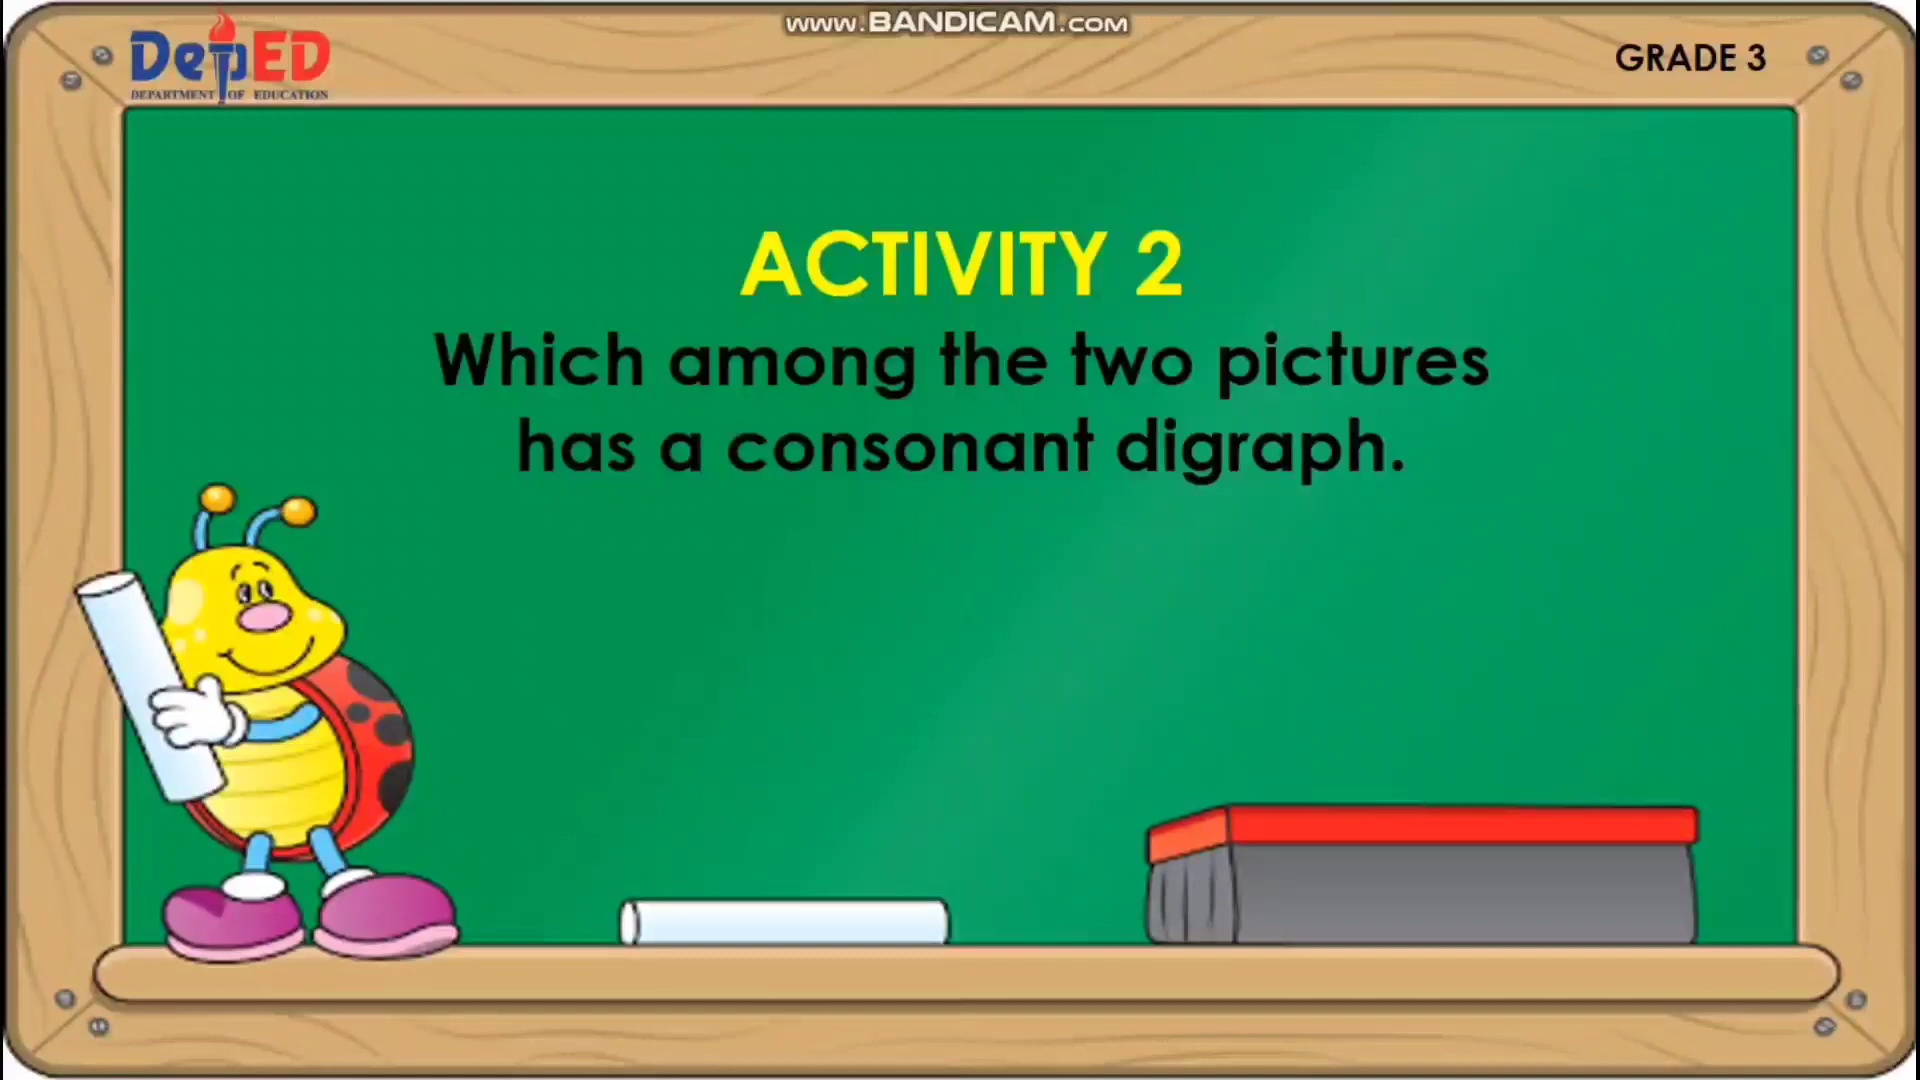 www.BANDICAM.com
DepED
DEPARTMENT OF EDUCATION
GRADE 3
ACTIVITY 2
Which among the two pictures
has a consonant digraph.